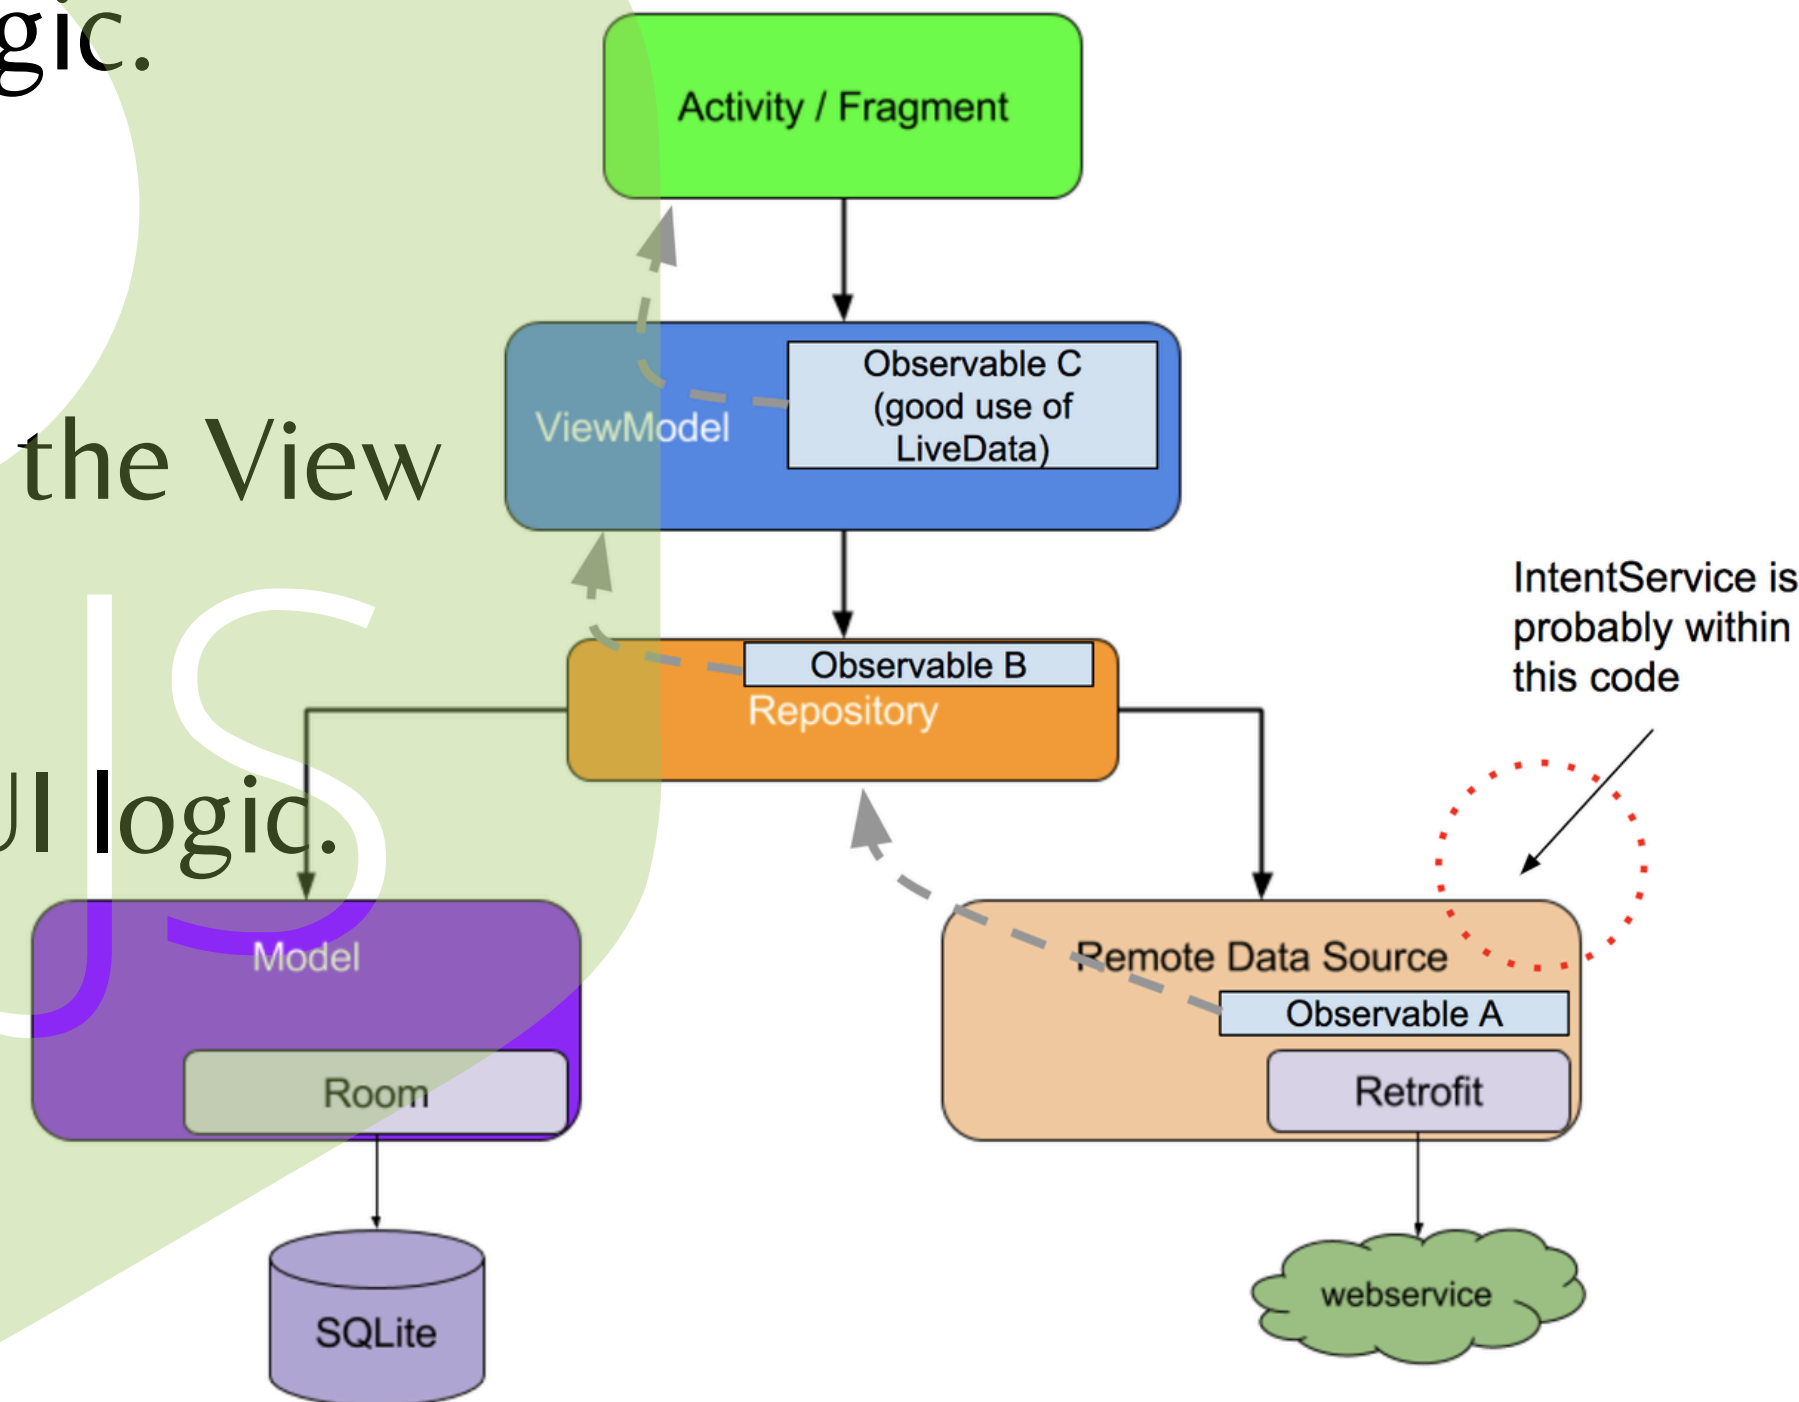 gic.
Activity / Fragment
Observable C
(good use of
LiveData)
ViewModel
the View
IntentService is
probably within
this code
Observable B
Repository
UI logic.
JS
Model
Remote Data Source
Observable A
Room
Retrofit
SQLite
webservice